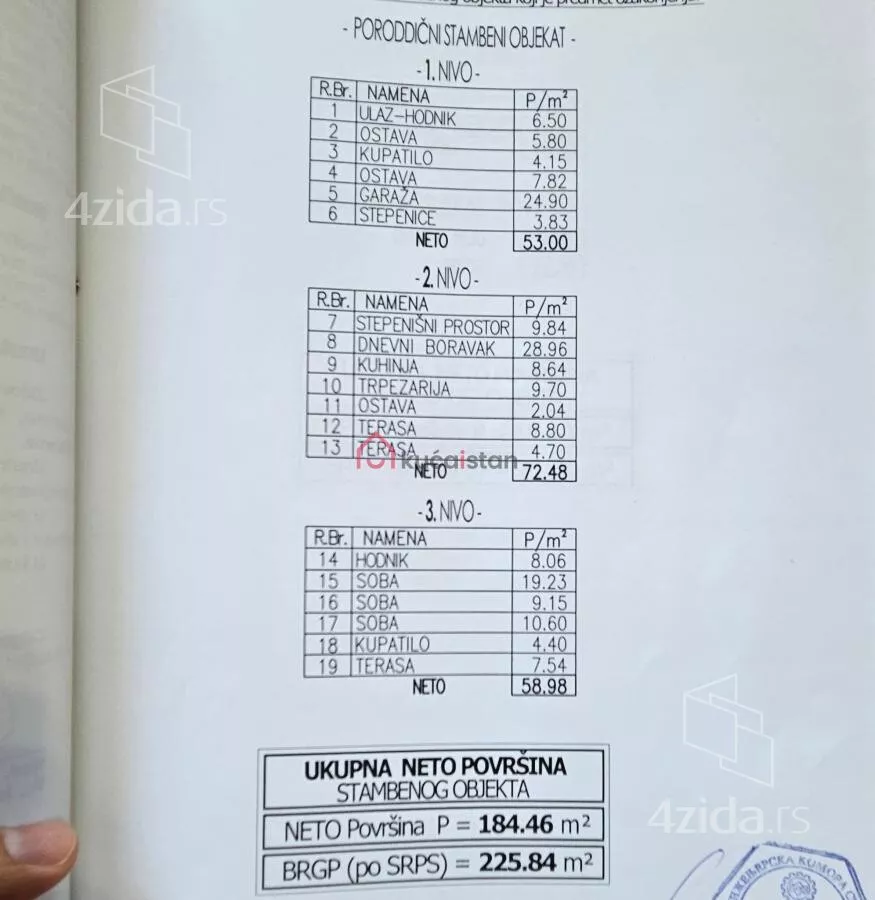 - PORODDIČNI STAMBENI OBJEKAT -
- 1. NIVO -
R.Br. NAMENA P/m²
1 ULAZ-HODNIK 6.50
2 OSTAVA 5.80
3 KUPATILO 4.15
4 OSTAVA 7.82
5 GARAŽA 24.90
6 STEPENICE 3.83
NETO 53.00
- 2. NIVO -
R.Br. NAMENA P/m²
7 STEPENIŠNI PROSTOR 9.84
8 DNEVNI BORAVAK 28.96
9 KUHINJA 8.64
10 TRPEZARIJA 9.70
11 OSTAVA 2.04
12 TERASA 8.80
13 TERASA 4.70
NETO 72.48
- 3. NIVO -
R.Br. NAMENA P/m²
14 HODNIK 8.06
15 SOBA 19.23
16 SOBA 9.15
17 SOBA 10.60
18 KUPATILO 4.40
19 TERASA 7.54
NETO 58.98
UKUPNA NETO POVRŠINA
STAMBENOG OBJEKTA
NETO Površina P = 184.46 m²
BRGP (po SRPS) = 225.84 m²
4zida.rs
kućaistan
4zida.rs
КОМОРА